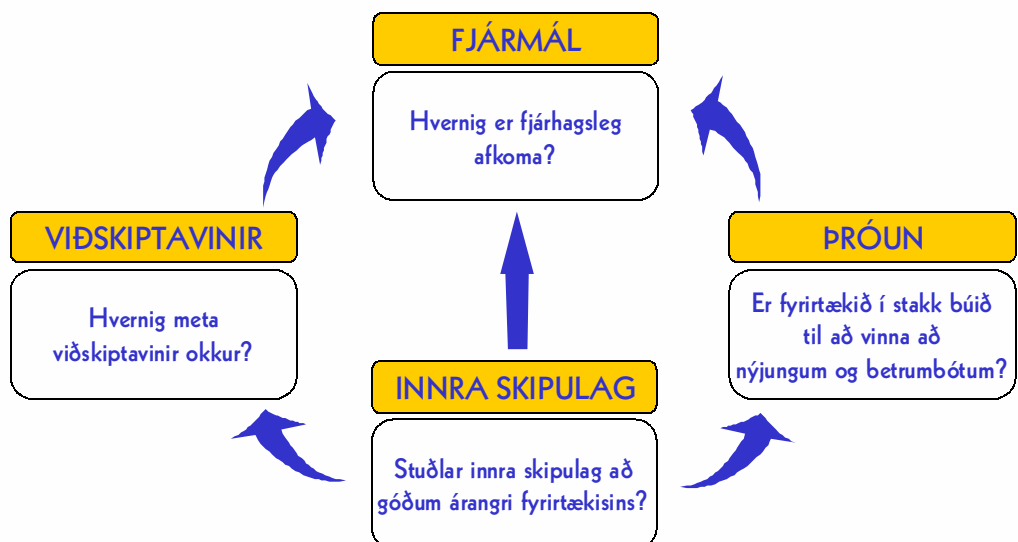 FJÁRMÁL
Hvernig er fjárhagsleg
afkoma?
VIÐSKIPTAVINIR
Hvernig meta
viðskiptavinir okkur?
ÞRÓUN
Er fyrirtækið í stakk búið
til að vinna að
nýjungum og betrumbótum?
INNRA SKIPULAG
Stuðlar innra skipulag að
góðum árangri fyrirtækisins?